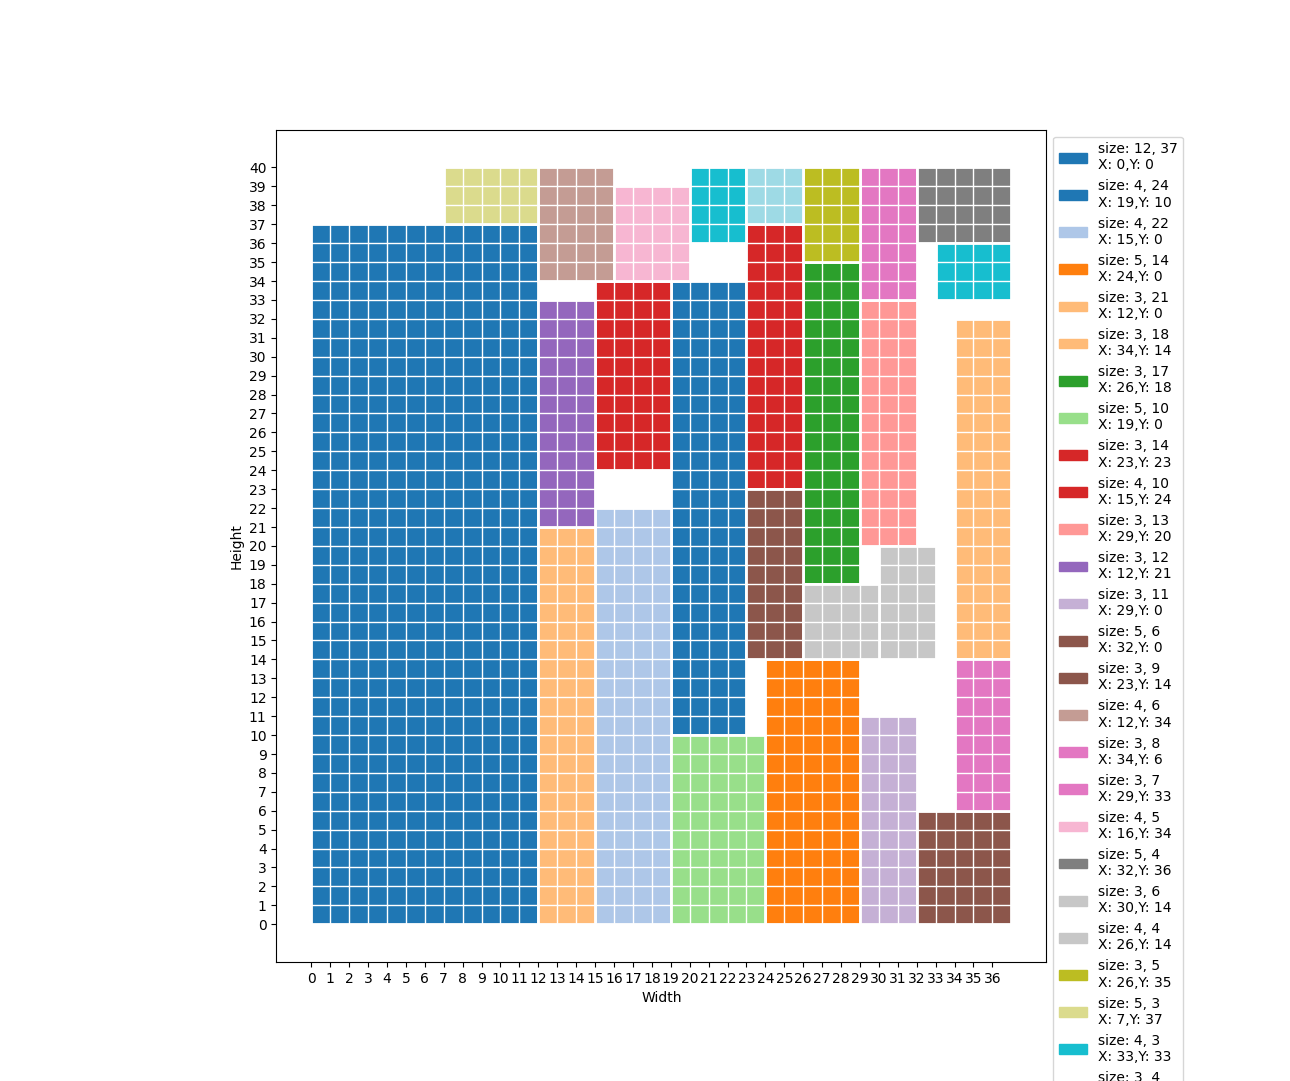 40
39
38
37
36
35
34
33
32
31
30
29
28
27
26
25
24
23
22
21
20
19
18
17
16
15
14
13
12
11
10
9
8
7
6
5
4
3
2
1
0
Height
0 1 2 3 4 5 6 7 8 9 10 11 12 13 14 15 16 17 18 19 20 21 22 23 24 25 26 27 28 29 30 31 32 33 34 35 36
Width
size: 12, 37
X: 0,Y: 0
size: 4, 24
X: 19,Y: 10
size: 4, 22
X: 15,Y: 0
size: 5, 14
X: 24,Y: 0
size: 3, 21
X: 12,Y: 0
size: 3, 18
X: 34,Y: 14
size: 3, 17
X: 26,Y: 18
size: 5, 10
X: 19,Y: 0
size: 3, 14
X: 23,Y: 23
size: 4, 10
X: 15,Y: 24
size: 3, 13
X: 29,Y: 20
size: 3, 12
X: 12,Y: 21
size: 3, 11
X: 29,Y: 0
size: 5, 6
X: 32,Y: 0
size: 3, 9
X: 23,Y: 14
size: 4, 6
X: 12,Y: 34
size: 3, 8
X: 34,Y: 6
size: 3, 7
X: 29,Y: 33
size: 4, 5
X: 16,Y: 34
size: 5, 4
X: 32,Y: 36
size: 3, 6
X: 30,Y: 14
size: 4, 4
X: 26,Y: 14
size: 3, 5
X: 26,Y: 35
size: 5, 3
X: 7,Y: 37
size: 4, 3
X: 33,Y: 33
size: 3, 4